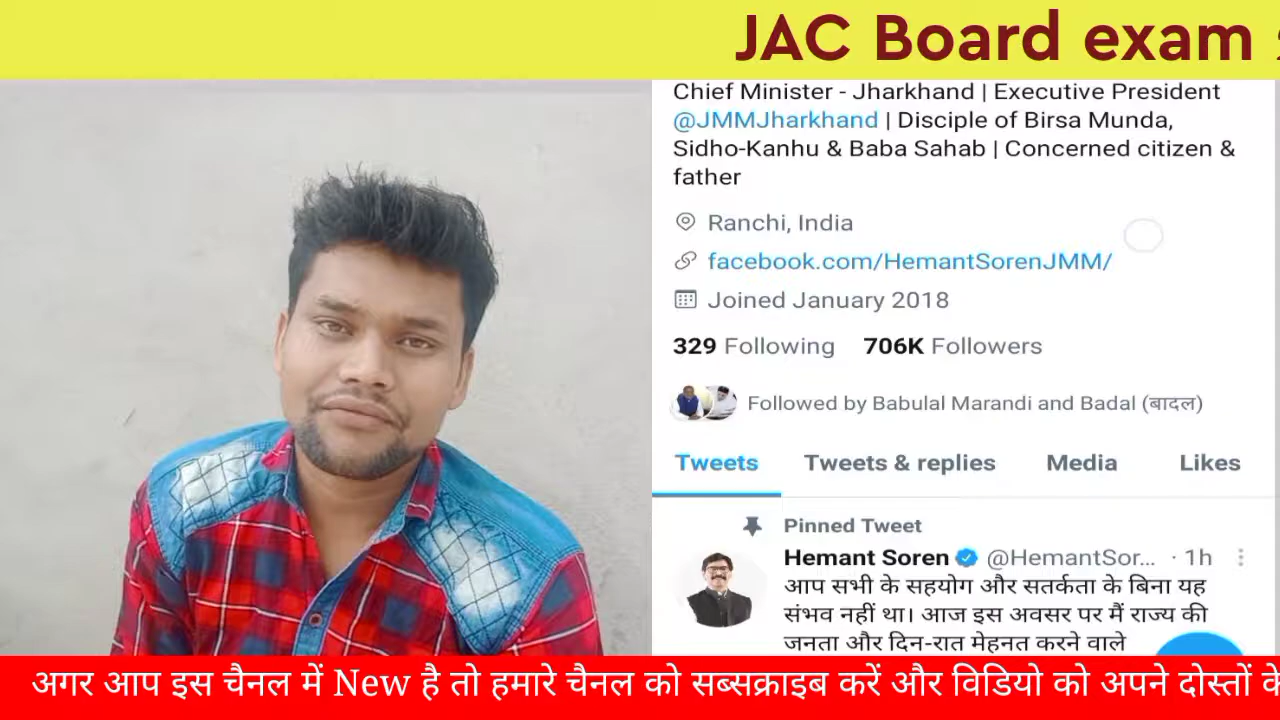 JAC Board exam
Chief Minister - Jharkhand | Executive President
@JMMJharkhand | Disciple of Birsa Munda,
Sidho-Kanhu & Baba Sahab | Concerned citizen &
father
Ranchi, India
facebook.com/HemantSorenJMM/
Joined January 2018
329 Following 706K Followers
Followed by Babulal Marandi and Badal (बादल)
Tweets Tweets & replies Media Likes
Pinned Tweet
Hemant Soren @HemantSor... · 1h
आप सभी के सहयोग और सतर्कता के बिना यह
संभव नहीं था। आज इस अवसर पर मैं राज्य की
जनता और दिन-रात मेहनत करने वाले
अगर आप इस चैनल में New है तो हमारे चैनल को सब्सक्राइब करें और विडियो को अपने दोस्तों के